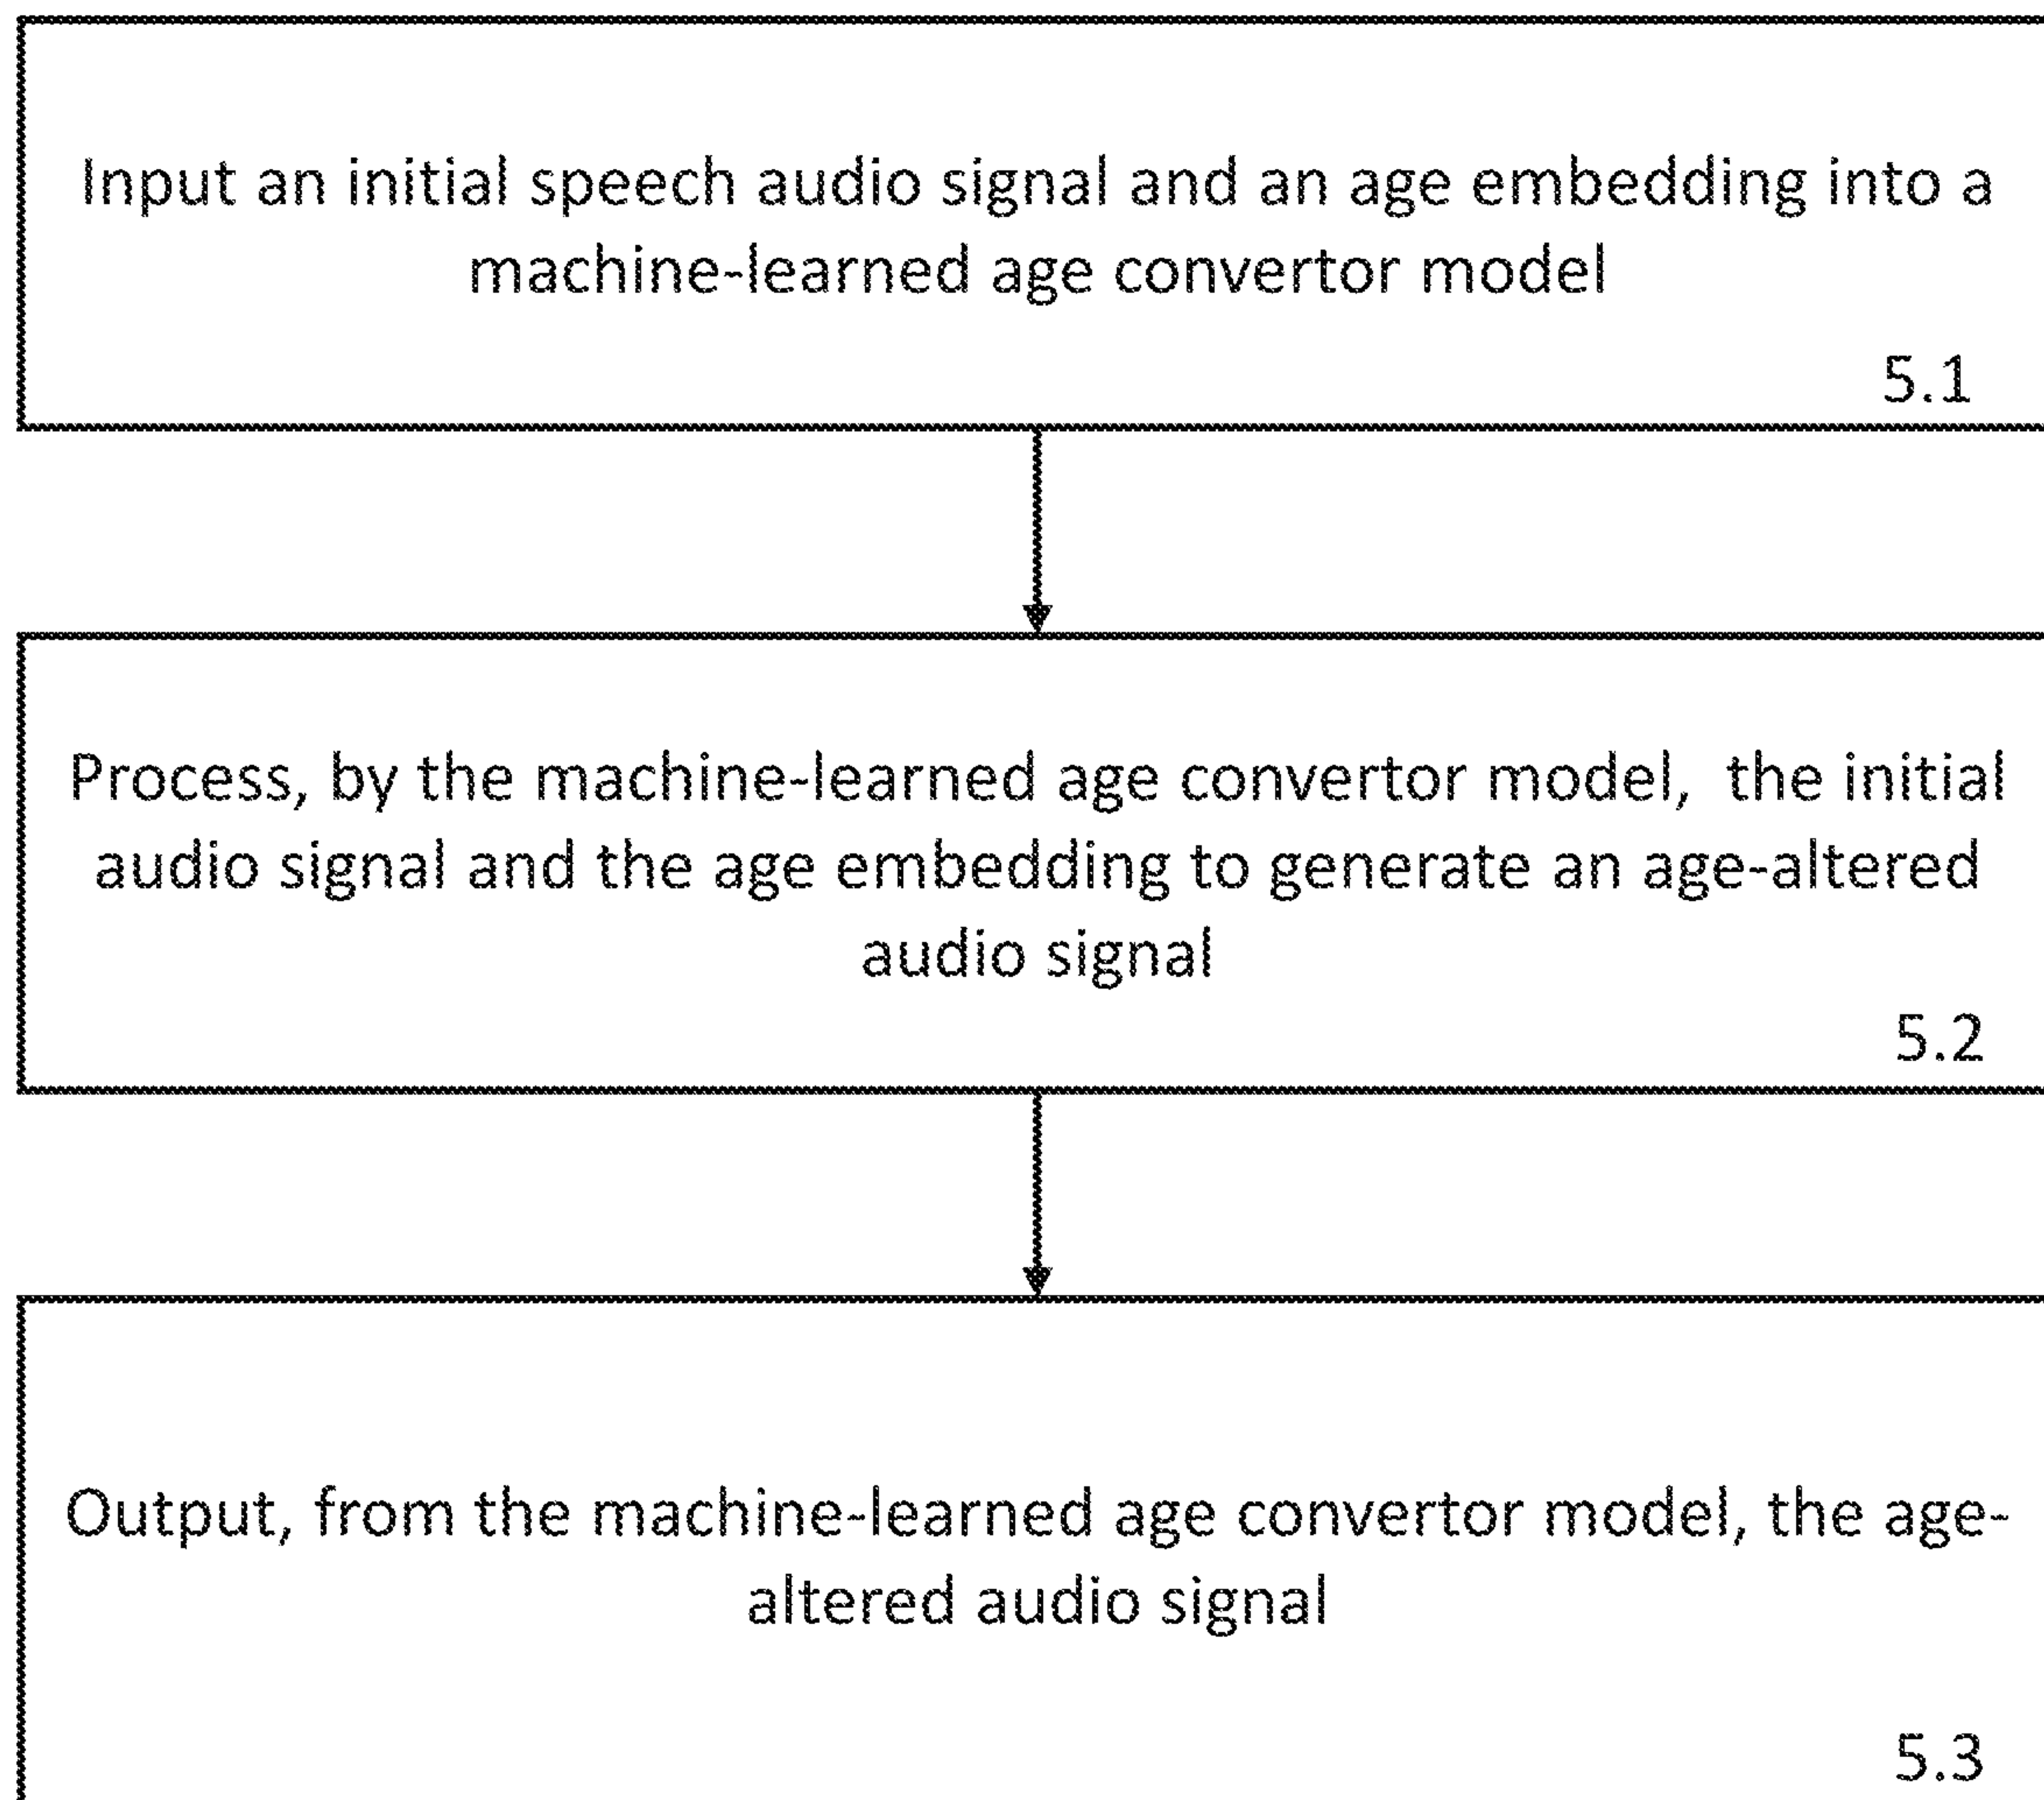 Input an initial speech audio signal and an age embedding into a
machine-learned age convertor model
5.1
Process, by the machine-learned age convertor model, the initial
audio signal and the age embedding to generate an age-altered
audio signal
5.2
Output, from the machine-learned age convertor model, the age-
altered audio signal
5.3